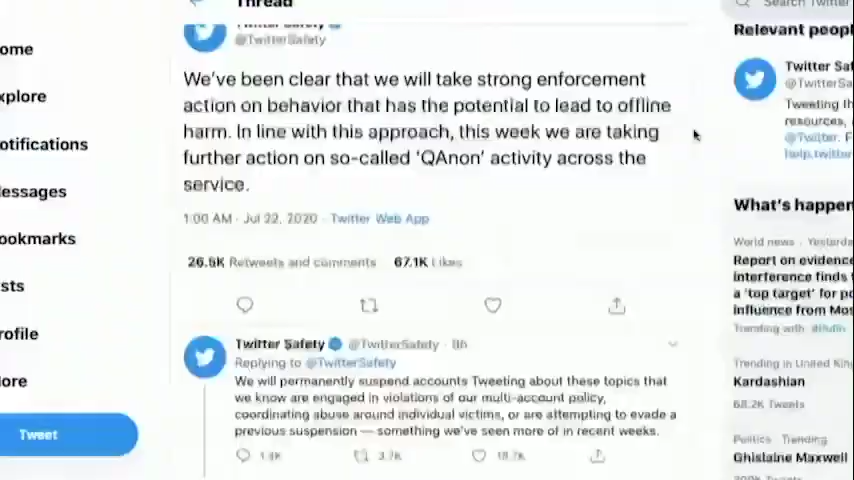 Thread
Search Twitter
ome
xplore
otifications
essages
ookmarks
sts
rofile
ore
Tweet
Twitter Safety
@TwitterSafety
We've been clear that we will take strong enforcement
action on behavior that has the potential to lead to offline
harm. In line with this approach, this week we are taking
further action on so-called 'QAnon' activity across the
service.
1:00 AM · Jul 22, 2020 · Twitter Web App
26.5K Retweets and comments 67.1K Likes
Twitter Safety @TwitterSafety · 8h
Replying to @TwitterSafety
We will permanently suspend accounts Tweeting about these topics that
we know are engaged in violations of our multi-account policy,
coordinating abuse around individual victims, or are attempting to evade a
previous suspension — something we've seen more of in recent weeks.
3.7K 18.7K
Relevant peopl
Twitter Saf
@TwitterSa
Tweeting th
resources,
@Twitter. F
help.twitter
What's happen
World news · Yesterda
Report on evidence
interference finds
a 'top target' for po
influence from Mos
Trending with
Trending in United King
Kardashian
68.2K Tweets
Politics · Trending
Ghislaine Maxwell
Tweets